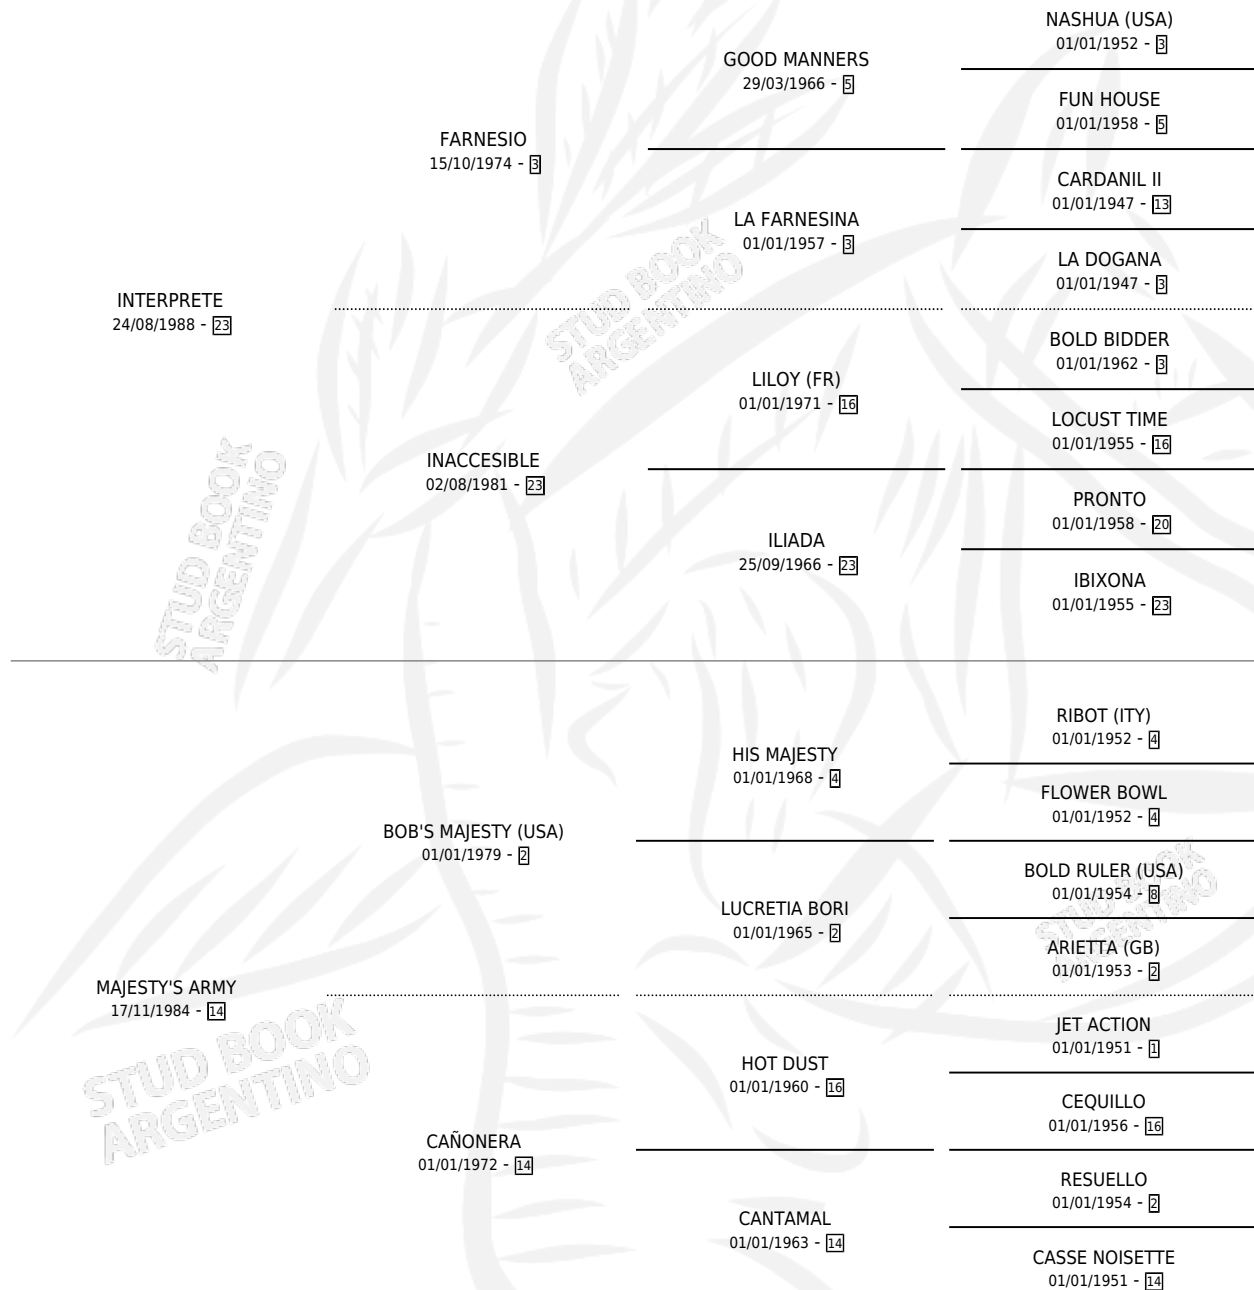 NASHUA (USA)
01/01/1952 - 3
GOOD MANNERS
29/03/1966 - 5
FUN HOUSE
01/01/1958 - 5
FARNESIO
15/10/1974 - 3
CARDANIL II
01/01/1947 - 13
LA FARNESINA
01/01/1957 - 3
LA DOGANA
01/01/1947 - 3
INTERPRETE
24/08/1988 - 23
BOLD BIDDER
01/01/1962 - 3
LILOY (FR)
01/01/1971 - 16
LOCUST TIME
01/01/1955 - 16
INACCESIBLE
02/08/1981 - 23
PRONTO
01/01/1958 - 20
ILIADA
25/09/1966 - 23
IBIXONA
01/01/1955 - 23
RIBOT (ITY)
01/01/1952 - 4
HIS MAJESTY
01/01/1968 - 4
FLOWER BOWL
01/01/1952 - 4
BOB'S MAJESTY (USA)
01/01/1979 - 2
BOLD RULER (USA)
01/01/1954 - 8
LUCRETIA BORI
01/01/1965 - 2
ARIETTA (GB)
01/01/1953 - 2
MAJESTY'S ARMY
17/11/1984 - 14
JET ACTION
01/01/1951 - 1
HOT DUST
01/01/1960 - 16
CEQUILLO
01/01/1956 - 16
CAÑONERA
01/01/1972 - 14
RESUELLO
01/01/1954 - 2
CANTAMAL
01/01/1963 - 14
CASSE NOISETTE
01/01/1951 - 14
STUD BOOK
ARGENTINO
STUD BOOK
ARGENTINO
STUD BOOK
ARGENTINO
STUD BOOK
ARGENTINO